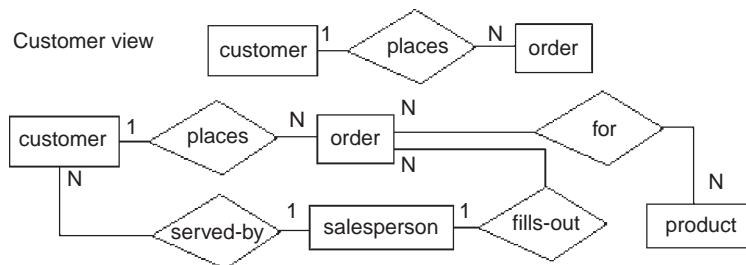 Customer view
customer 1 places N order
customer 1 places N order N for
N N
served-by 1 salesperson 1 fills-out N product